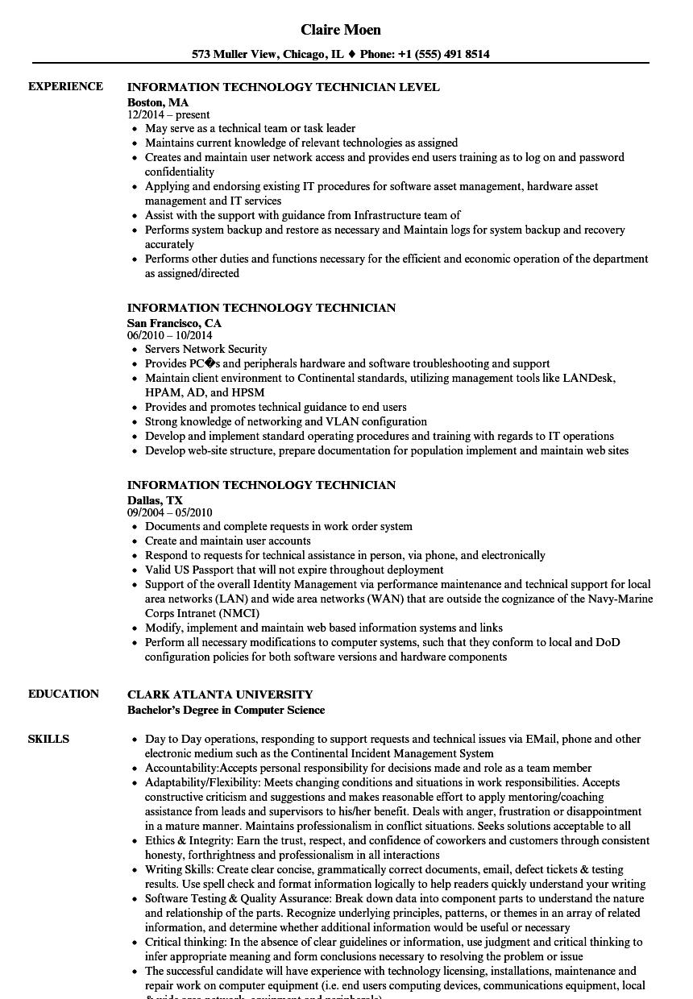 Claire Moen
573 Muller View, Chicago, IL ♦ Phone: +1 (555) 491 8514
EXPERIENCE
INFORMATION TECHNOLOGY TECHNICIAN LEVEL
Boston, MA
12/2014 – present
• May serve as a technical team or task leader
• Maintains current knowledge of relevant technologies as assigned
• Creates and maintain user network access and provides end users training as to log on and password
confidentiality
• Applying and endorsing existing IT procedures for software asset management, hardware asset
management and IT services
• Assist with the support with guidance from Infrastructure team of
• Performs system backup and restore as necessary and Maintain logs for system backup and recovery
accurately
• Performs other duties and functions necessary for the efficient and economic operation of the department
as assigned/directed
INFORMATION TECHNOLOGY TECHNICIAN
San Francisco, CA
06/2010 – 10/2014
• Servers Network Security
• Provides PC�s and peripherals hardware and software troubleshooting and support
• Maintain client environment to Continental standards, utilizing management tools like LANDesk,
HPAM, AD, and HPSM
• Provides and promotes technical guidance to end users
• Strong knowledge of networking and VLAN configuration
• Develop and implement standard operating procedures and training with regards to IT operations
• Develop web-site structure, prepare documentation for population implement and maintain web sites
INFORMATION TECHNOLOGY TECHNICIAN
Dallas, TX
09/2004 – 05/2010
• Documents and complete requests in work order system
• Create and maintain user accounts
• Respond to requests for technical assistance in person, via phone, and electronically
• Valid US Passport that will not expire throughout deployment
• Support of the overall Identity Management via performance maintenance and technical support for local
area networks (LAN) and wide area networks (WAN) that are outside the cognizance of the Navy-Marine
Corps Intranet (NMCI)
• Modify, implement and maintain web based information systems and links
• Perform all necessary modifications to computer systems, such that they conform to local and DoD
configuration policies for both software versions and hardware components
EDUCATION
CLARK ATLANTA UNIVERSITY
Bachelor's Degree in Computer Science
SKILLS
• Day to Day operations, responding to support requests and technical issues via EMail, phone and other
electronic medium such as the Continental Incident Management System
• Accountability:Accepts personal responsibility for decisions made and role as a team member
• Adaptability/Flexibility: Meets changing conditions and situations in work responsibilities. Accepts
constructive criticism and suggestions and makes reasonable effort to apply mentoring/coaching
assistance from leads and supervisors to his/her benefit. Deals with anger, frustration or disappointment
in a mature manner. Maintains professionalism in conflict situations. Seeks solutions acceptable to all
• Ethics & Integrity: Earn the trust, respect, and confidence of coworkers and customers through consistent
honesty, forthrightness and professionalism in all interactions
• Writing Skills: Create clear concise, grammatically correct documents, email, defect tickets & testing
results. Use spell check and format information logically to help readers quickly understand your writing
• Software Testing & Quality Assurance: Break down data into component parts to understand the nature
and relationship of the parts. Recognize underlying principles, patterns, or themes in an array of related
information, and determine whether additional information would be useful or necessary
• Critical thinking: In the absence of clear guidelines or information, use judgment and critical thinking to
infer appropriate meaning and form conclusions necessary to resolving the problem or issue
• The successful candidate will have experience with technology licensing, installations, maintenance and
repair work on computer equipment (i.e. end users computing devices, communications equipment, local